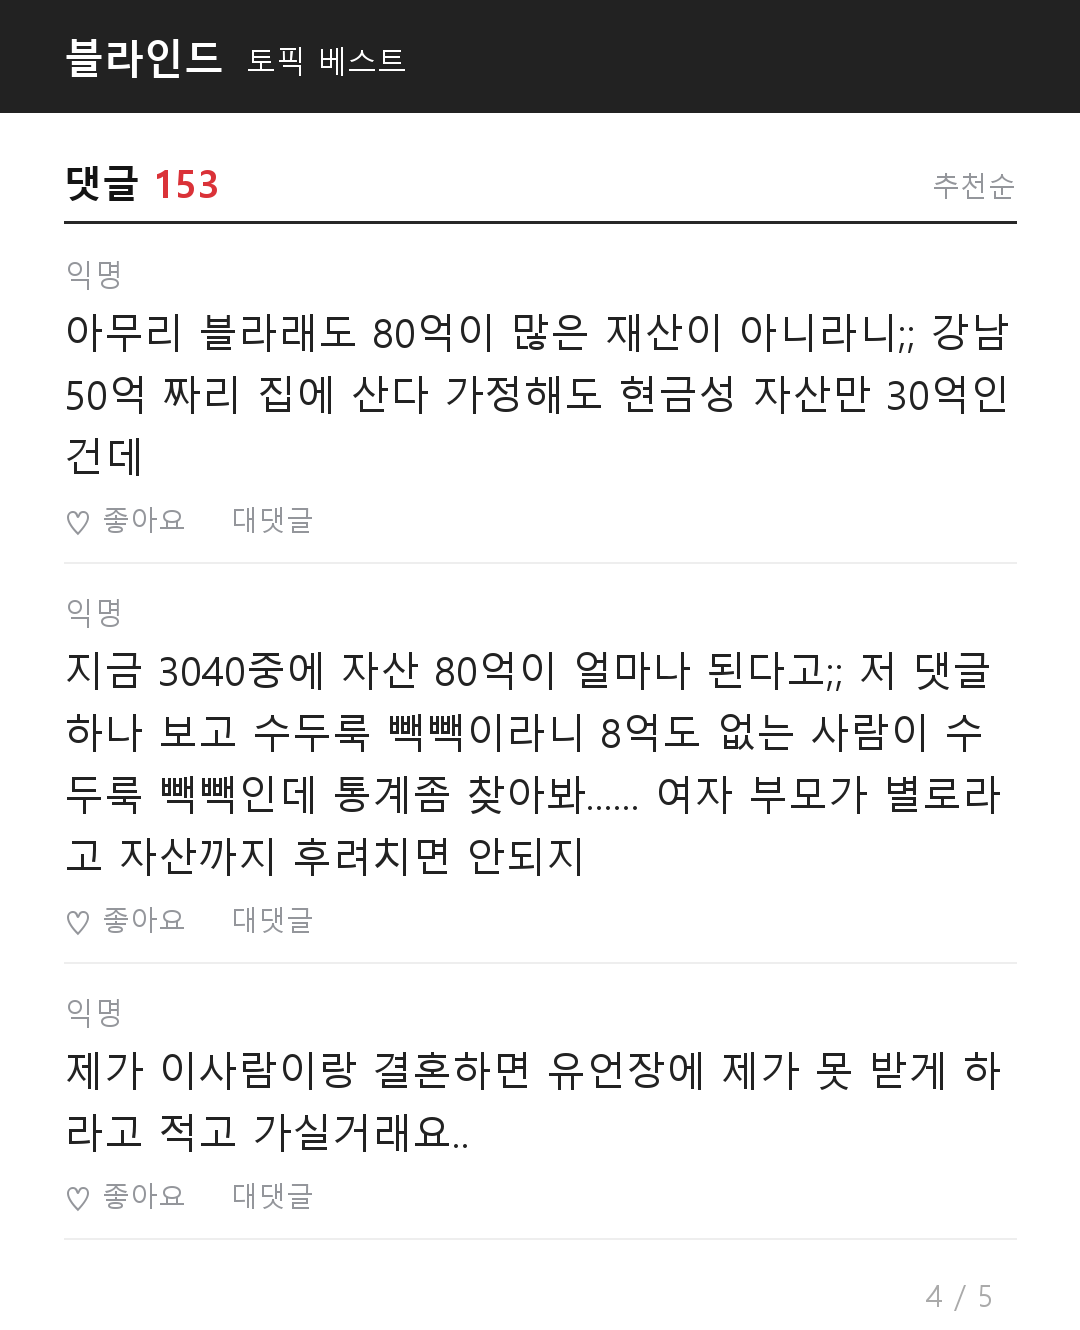 블라인드 토픽 베스트
댓글 153 추천순
익명
아무리 블라래도 80억이 많은 재산이 아니라니;; 강남
50억 짜리 집에 산다 가정해도 현금성 자산만 30억인
건데
♡ 좋아요 대댓글
익명
지금 3040중에 자산 80억이 얼마나 된다고;; 저 댓글
하나 보고 수두룩 빽빽이라니 8억도 없는 사람이 수
두룩 빽빽인데 통계좀 찾아봐...... 여자 부모가 별로라
고 자산까지 후려치면 안되지
♡ 좋아요 대댓글
익명
제가 이사람이랑 결혼하면 유언장에 제가 못 받게 하
라고 적고 가실거래요..
♡ 좋아요 대댓글
4 / 5